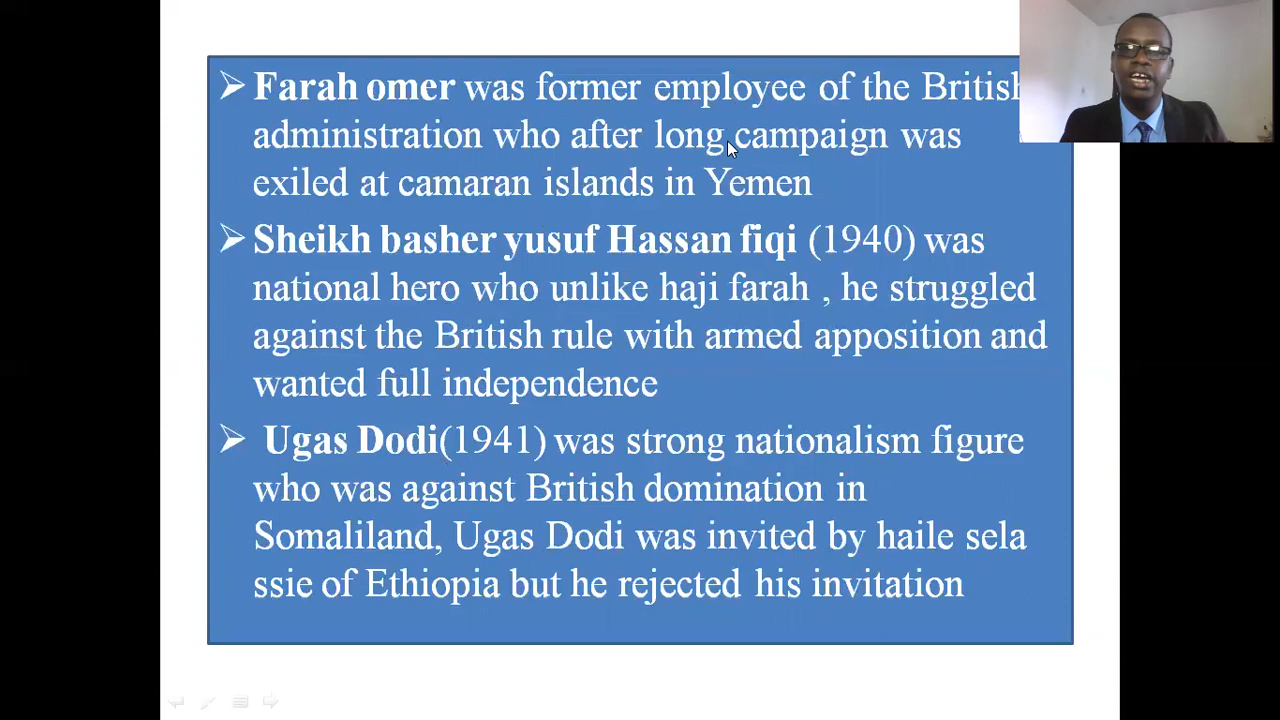 Farah omer was former employee of the British
administration who after long campaign was
exiled at camaran islands in Yemen
Sheikh basher yusuf Hassan fiqi (1940) was
national hero who unlike haji farah , he struggled
against the British rule with armed apposition and
wanted full independence
Ugas Dodi(1941) was strong nationalism figure
who was against British domination in
Somaliland, Ugas Dodi was invited by haile sela
ssie of Ethiopia but he rejected his invitation